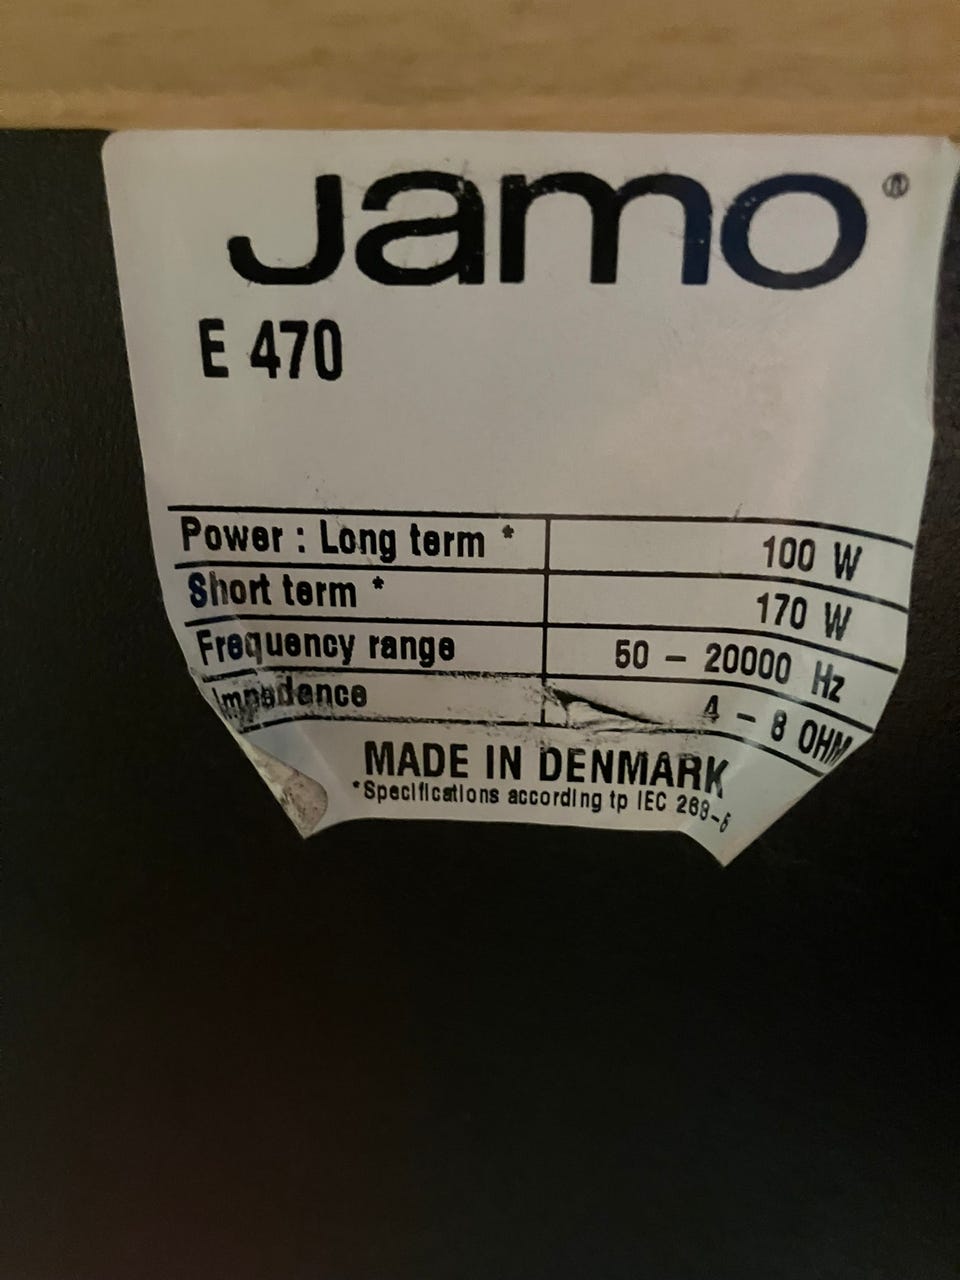 Jamo®
E 470
Power : Long term * 100 W
Short term * 170 W
Frequency range 50 – 20000 Hz
Impedance 4 – 8 OHM
MADE IN DENMARK
*Specifications according tp IEC 268-5